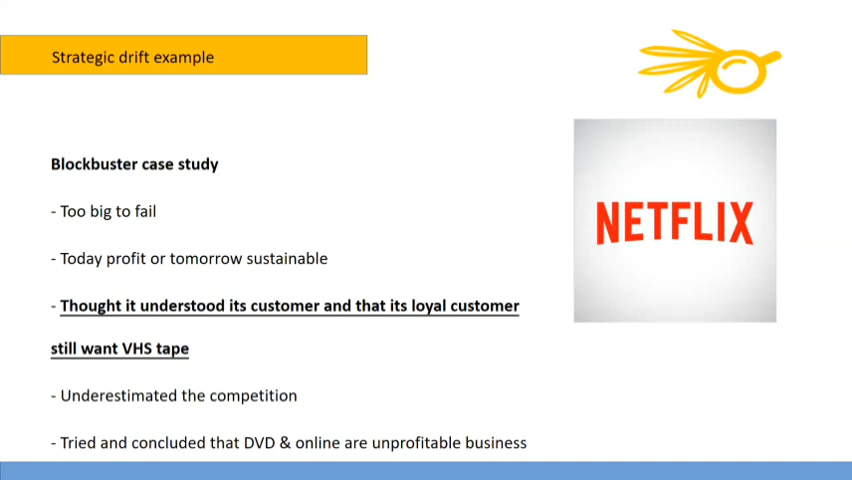 Strategic drift example
Blockbuster case study
- Too big to fail
- Today profit or tomorrow sustainable
- Thought it understood its customer and that its loyal customer
still want VHS tape
- Underestimated the competition
- Tried and concluded that DVD & online are unprofitable business
NETFLIX